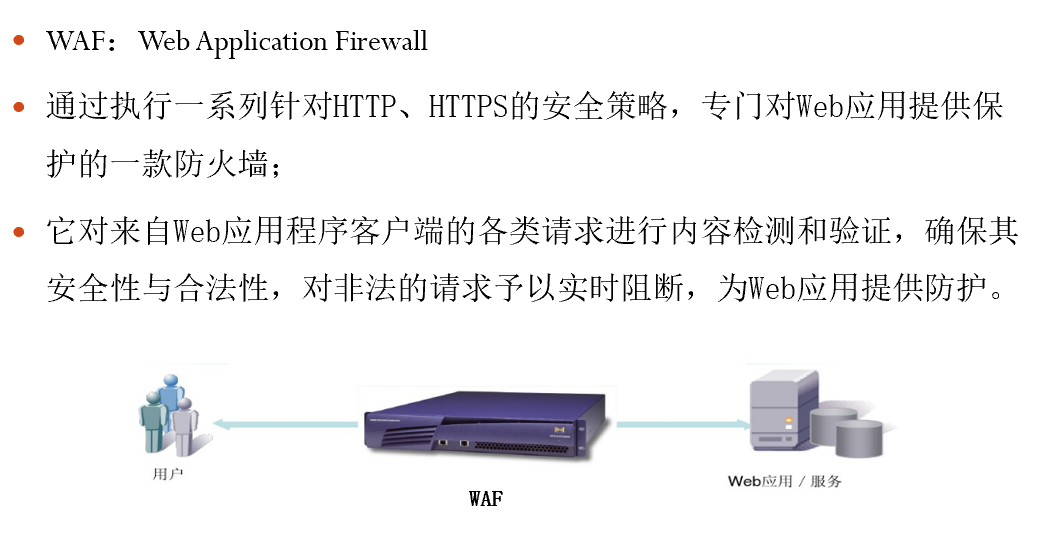 WAF： Web Application Firewall
通过执行一系列针对HTTP、HTTPS的安全策略，专门对Web应用提供保
护的一款防火墙；
它对来自Web应用程序客户端的各类请求进行内容检测和验证，确保其
安全性与合法性，对非法的请求予以实时阻断，为Web应用提供防护。
用户
WAF
Web应用 / 服务